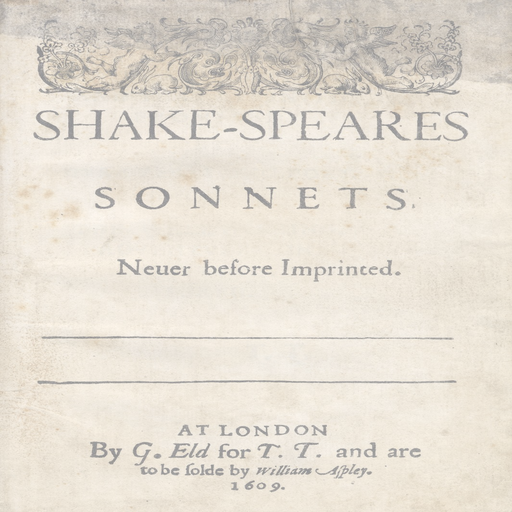 SHAKE-SPEARES
SONNETS.
Neuer before Imprinted.
AT LONDON
By G. Eld for T. T. and are
to be ſolde by William Aſpley.
1609.